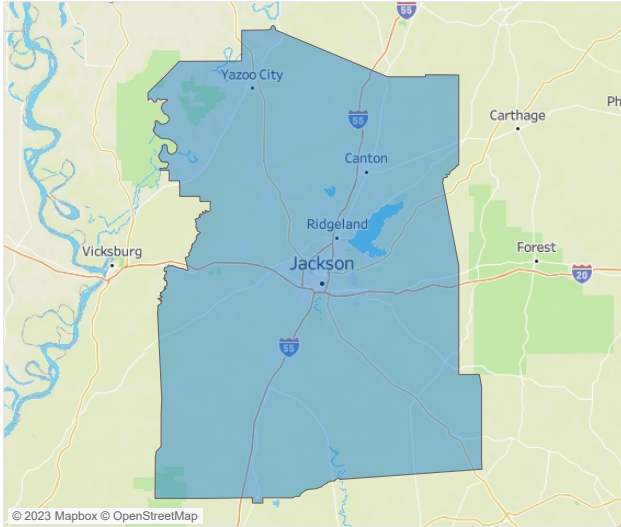 55
Yazoo City
55
Carthage
Ph
Canton
Ridgeland
Vicksburg
Forest
Jackson
20
55
© 2023 Mapbox © OpenStreetMap